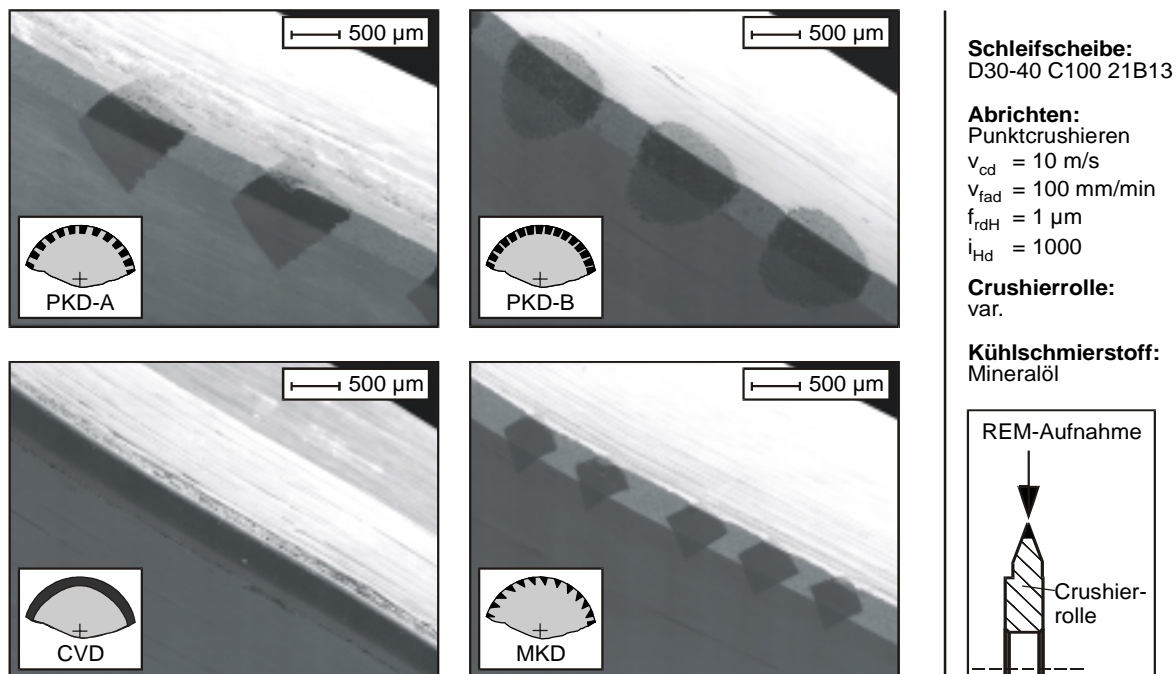 500 µm
PKD-A
500 µm
PKD-B
500 µm
CVD
500 µm
MKD
Schleifscheibe:
D30-40 C100 21B13
Abrichten:
Punktcrushieren
v_cd = 10 m/s
v_fad = 100 mm/min
f_rdH = 1 µm
i_Hd = 1000
Crushierrolle:
var.
Kühlschmierstoff:
Mineralöl
REM-Aufnahme
Crushier-
rolle